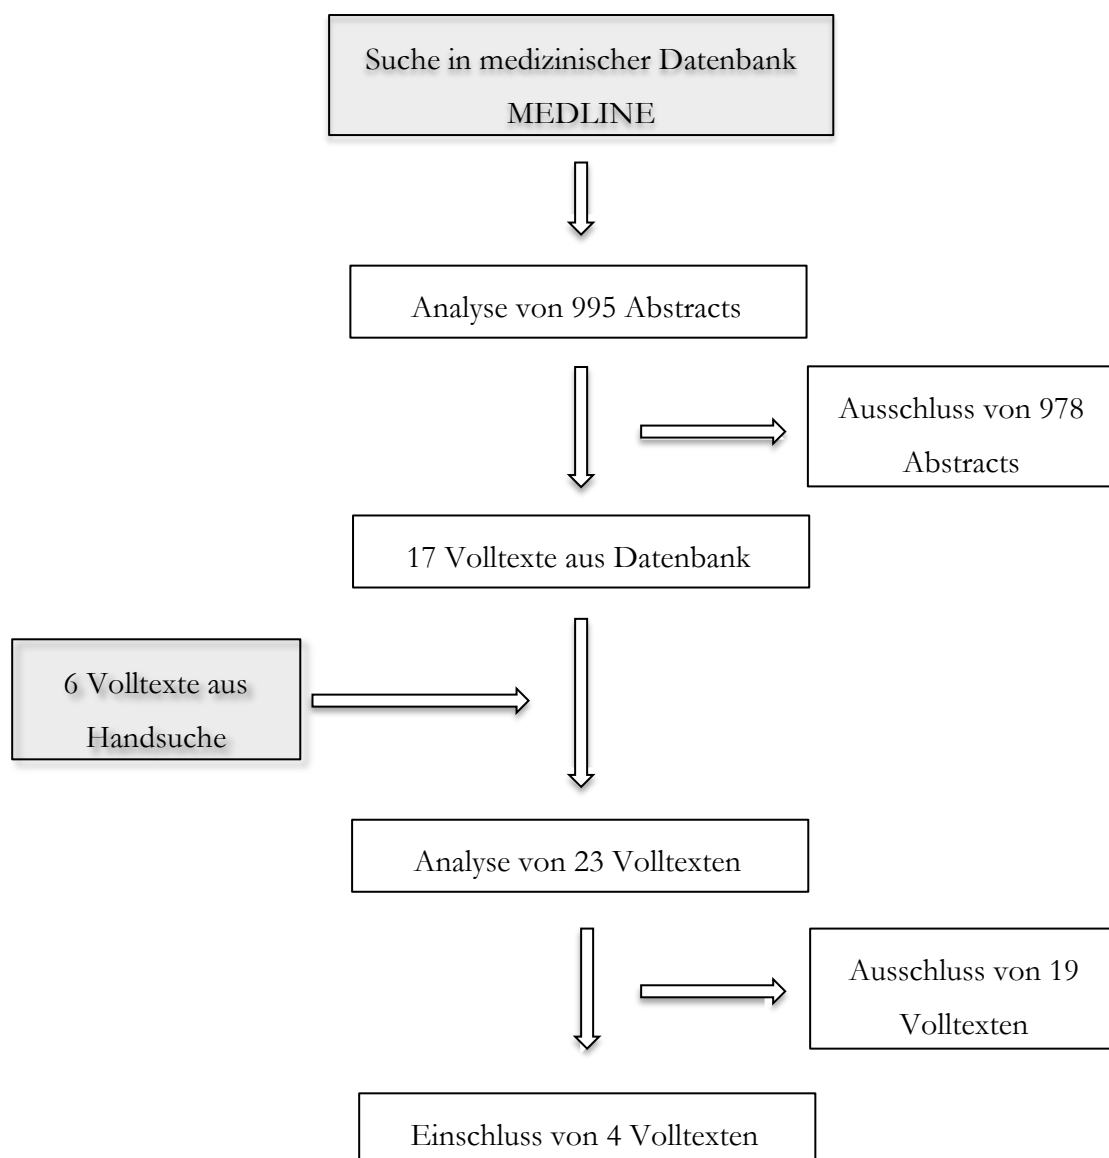 Suche in medizinischer Datenbank
MEDLINE
Analyse von 995 Abstracts
Ausschluss von 978
Abstracts
17 Volltexte aus Datenbank
6 Volltexte aus
Handsuche
Analyse von 23 Volltexten
Ausschluss von 19
Volltexten
Einschluss von 4 Volltexten